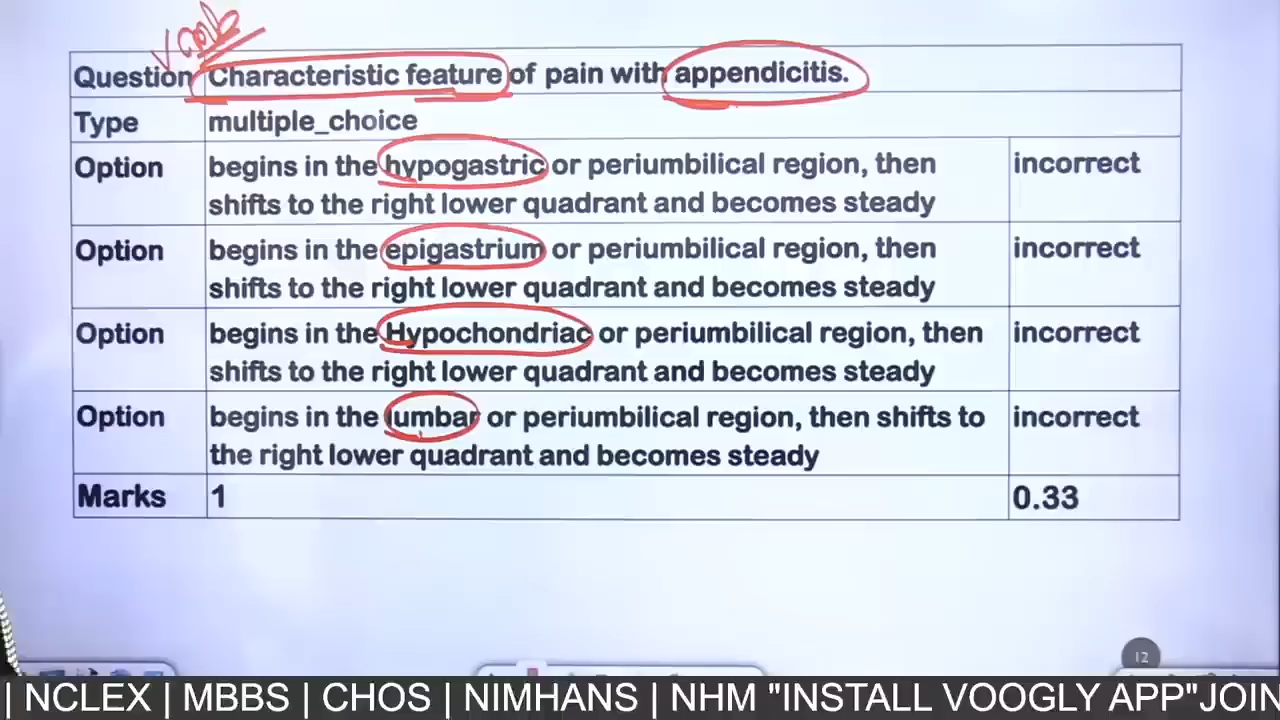 Question Characteristic feature of pain with appendicitis.
Type multiple_choice
Option begins in the hypogastric or periumbilical region, then incorrect
shifts to the right lower quadrant and becomes steady
Option begins in the epigastrium or periumbilical region, then incorrect
shifts to the right lower quadrant and becomes steady
Option begins in the Hypochondriac or periumbilical region, then incorrect
shifts to the right lower quadrant and becomes steady
Option begins in the lumbar or periumbilical region, then shifts to incorrect
the right lower quadrant and becomes steady
Marks 1 0.33
12
| NCLEX | MBBS | CHOS | NIMHANS | NHM "INSTALL VOOGLY APP"JOIN